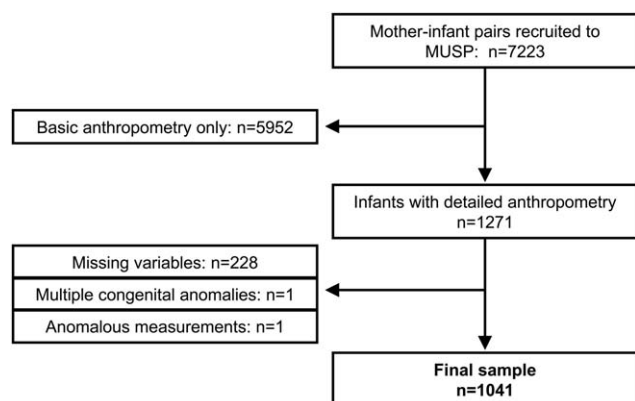 Mother-infant pairs recruited to
MUSP:  n=7223
Basic anthropometry only: n=5952
Infants with detailed anthropometry
n=1271
Missing variables: n=228
Multiple congenital anomalies: n=1
Anomalous measurements: n=1
Final sample
n=1041